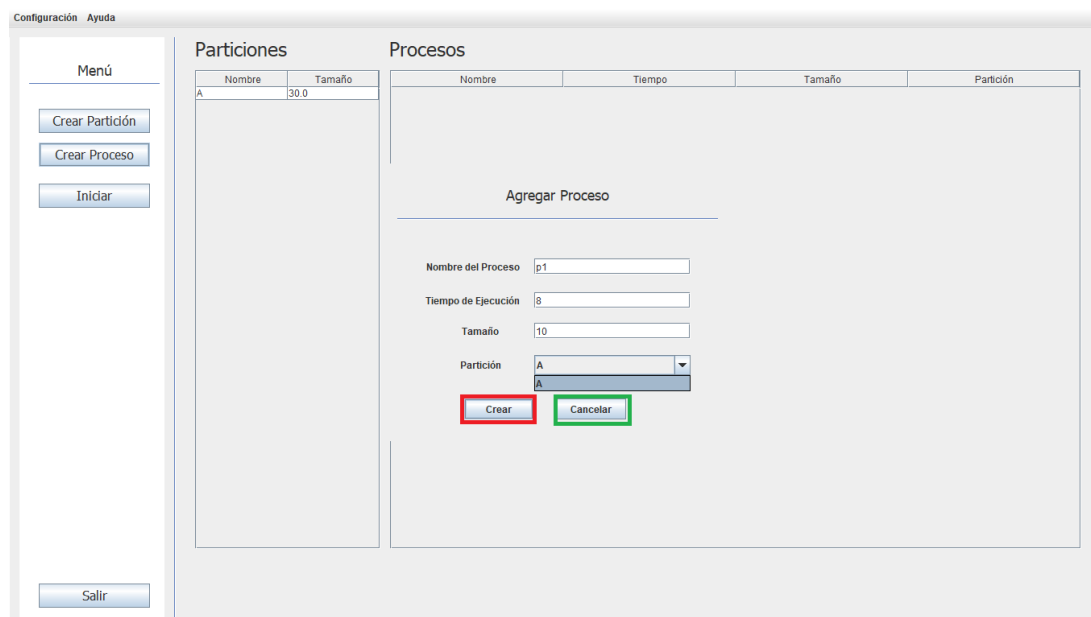 Configuración Ayuda
Menú
Crear Partición
Crear Proceso
Iniciar
Salir
Particiones
Nombre Tamaño
A 30.0
Procesos
Nombre Tiempo Tamaño Partición
Agregar Proceso
Nombre del Proceso p1
Tiempo de Ejecución 8
Tamaño 10
Partición A
A
Crear Cancelar